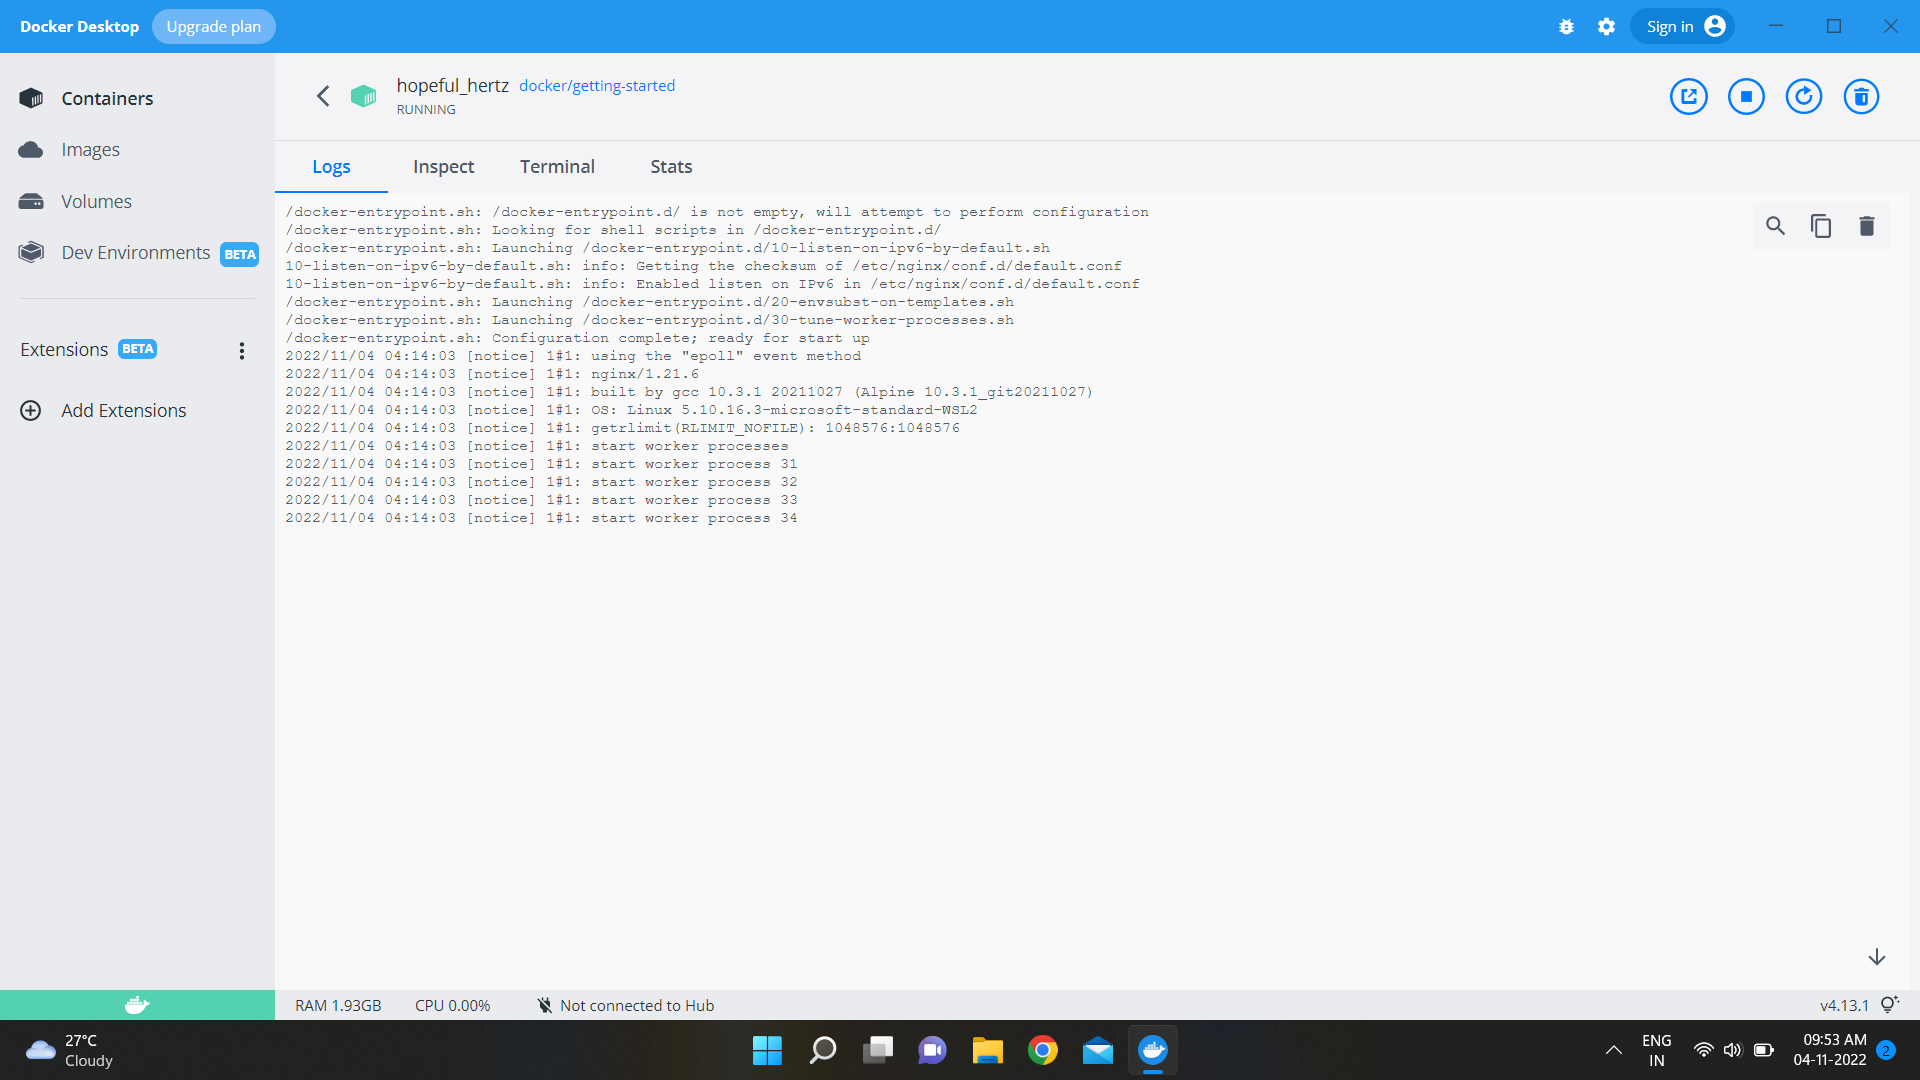 Docker Desktop Upgrade plan Sign in
Containers
Images
Volumes
Dev Environments BETA
Extensions BETA
Add Extensions
hopeful_hertz docker/getting-started
RUNNING
Logs Inspect Terminal Stats
/docker-entrypoint.sh: /docker-entrypoint.d/ is not empty, will attempt to perform configuration
/docker-entrypoint.sh: Looking for shell scripts in /docker-entrypoint.d/
/docker-entrypoint.sh: Launching /docker-entrypoint.d/10-listen-on-ipv6-by-default.sh
10-listen-on-ipv6-by-default.sh: info: Getting the checksum of /etc/nginx/conf.d/default.conf
10-listen-on-ipv6-by-default.sh: info: Enabled listen on IPv6 in /etc/nginx/conf.d/default.conf
/docker-entrypoint.sh: Launching /docker-entrypoint.d/20-envsubst-on-templates.sh
/docker-entrypoint.sh: Launching /docker-entrypoint.d/30-tune-worker-processes.sh
/docker-entrypoint.sh: Configuration complete; ready for start up
2022/11/04 04:14:03 [notice] 1#1: using the "epoll" event method
2022/11/04 04:14:03 [notice] 1#1: nginx/1.21.6
2022/11/04 04:14:03 [notice] 1#1: built by gcc 10.3.1 20211027 (Alpine 10.3.1_git20211027)
2022/11/04 04:14:03 [notice] 1#1: OS: Linux 5.10.16.3-microsoft-standard-WSL2
2022/11/04 04:14:03 [notice] 1#1: getrlimit(RLIMIT_NOFILE): 1048576:1048576
2022/11/04 04:14:03 [notice] 1#1: start worker processes
2022/11/04 04:14:03 [notice] 1#1: start worker process 31
2022/11/04 04:14:03 [notice] 1#1: start worker process 32
2022/11/04 04:14:03 [notice] 1#1: start worker process 33
2022/11/04 04:14:03 [notice] 1#1: start worker process 34
RAM 1.93GB CPU 0.00% Not connected to Hub v4.13.1
27°C
Cloudy
ENG
IN
09:53 AM
04-11-2022
2